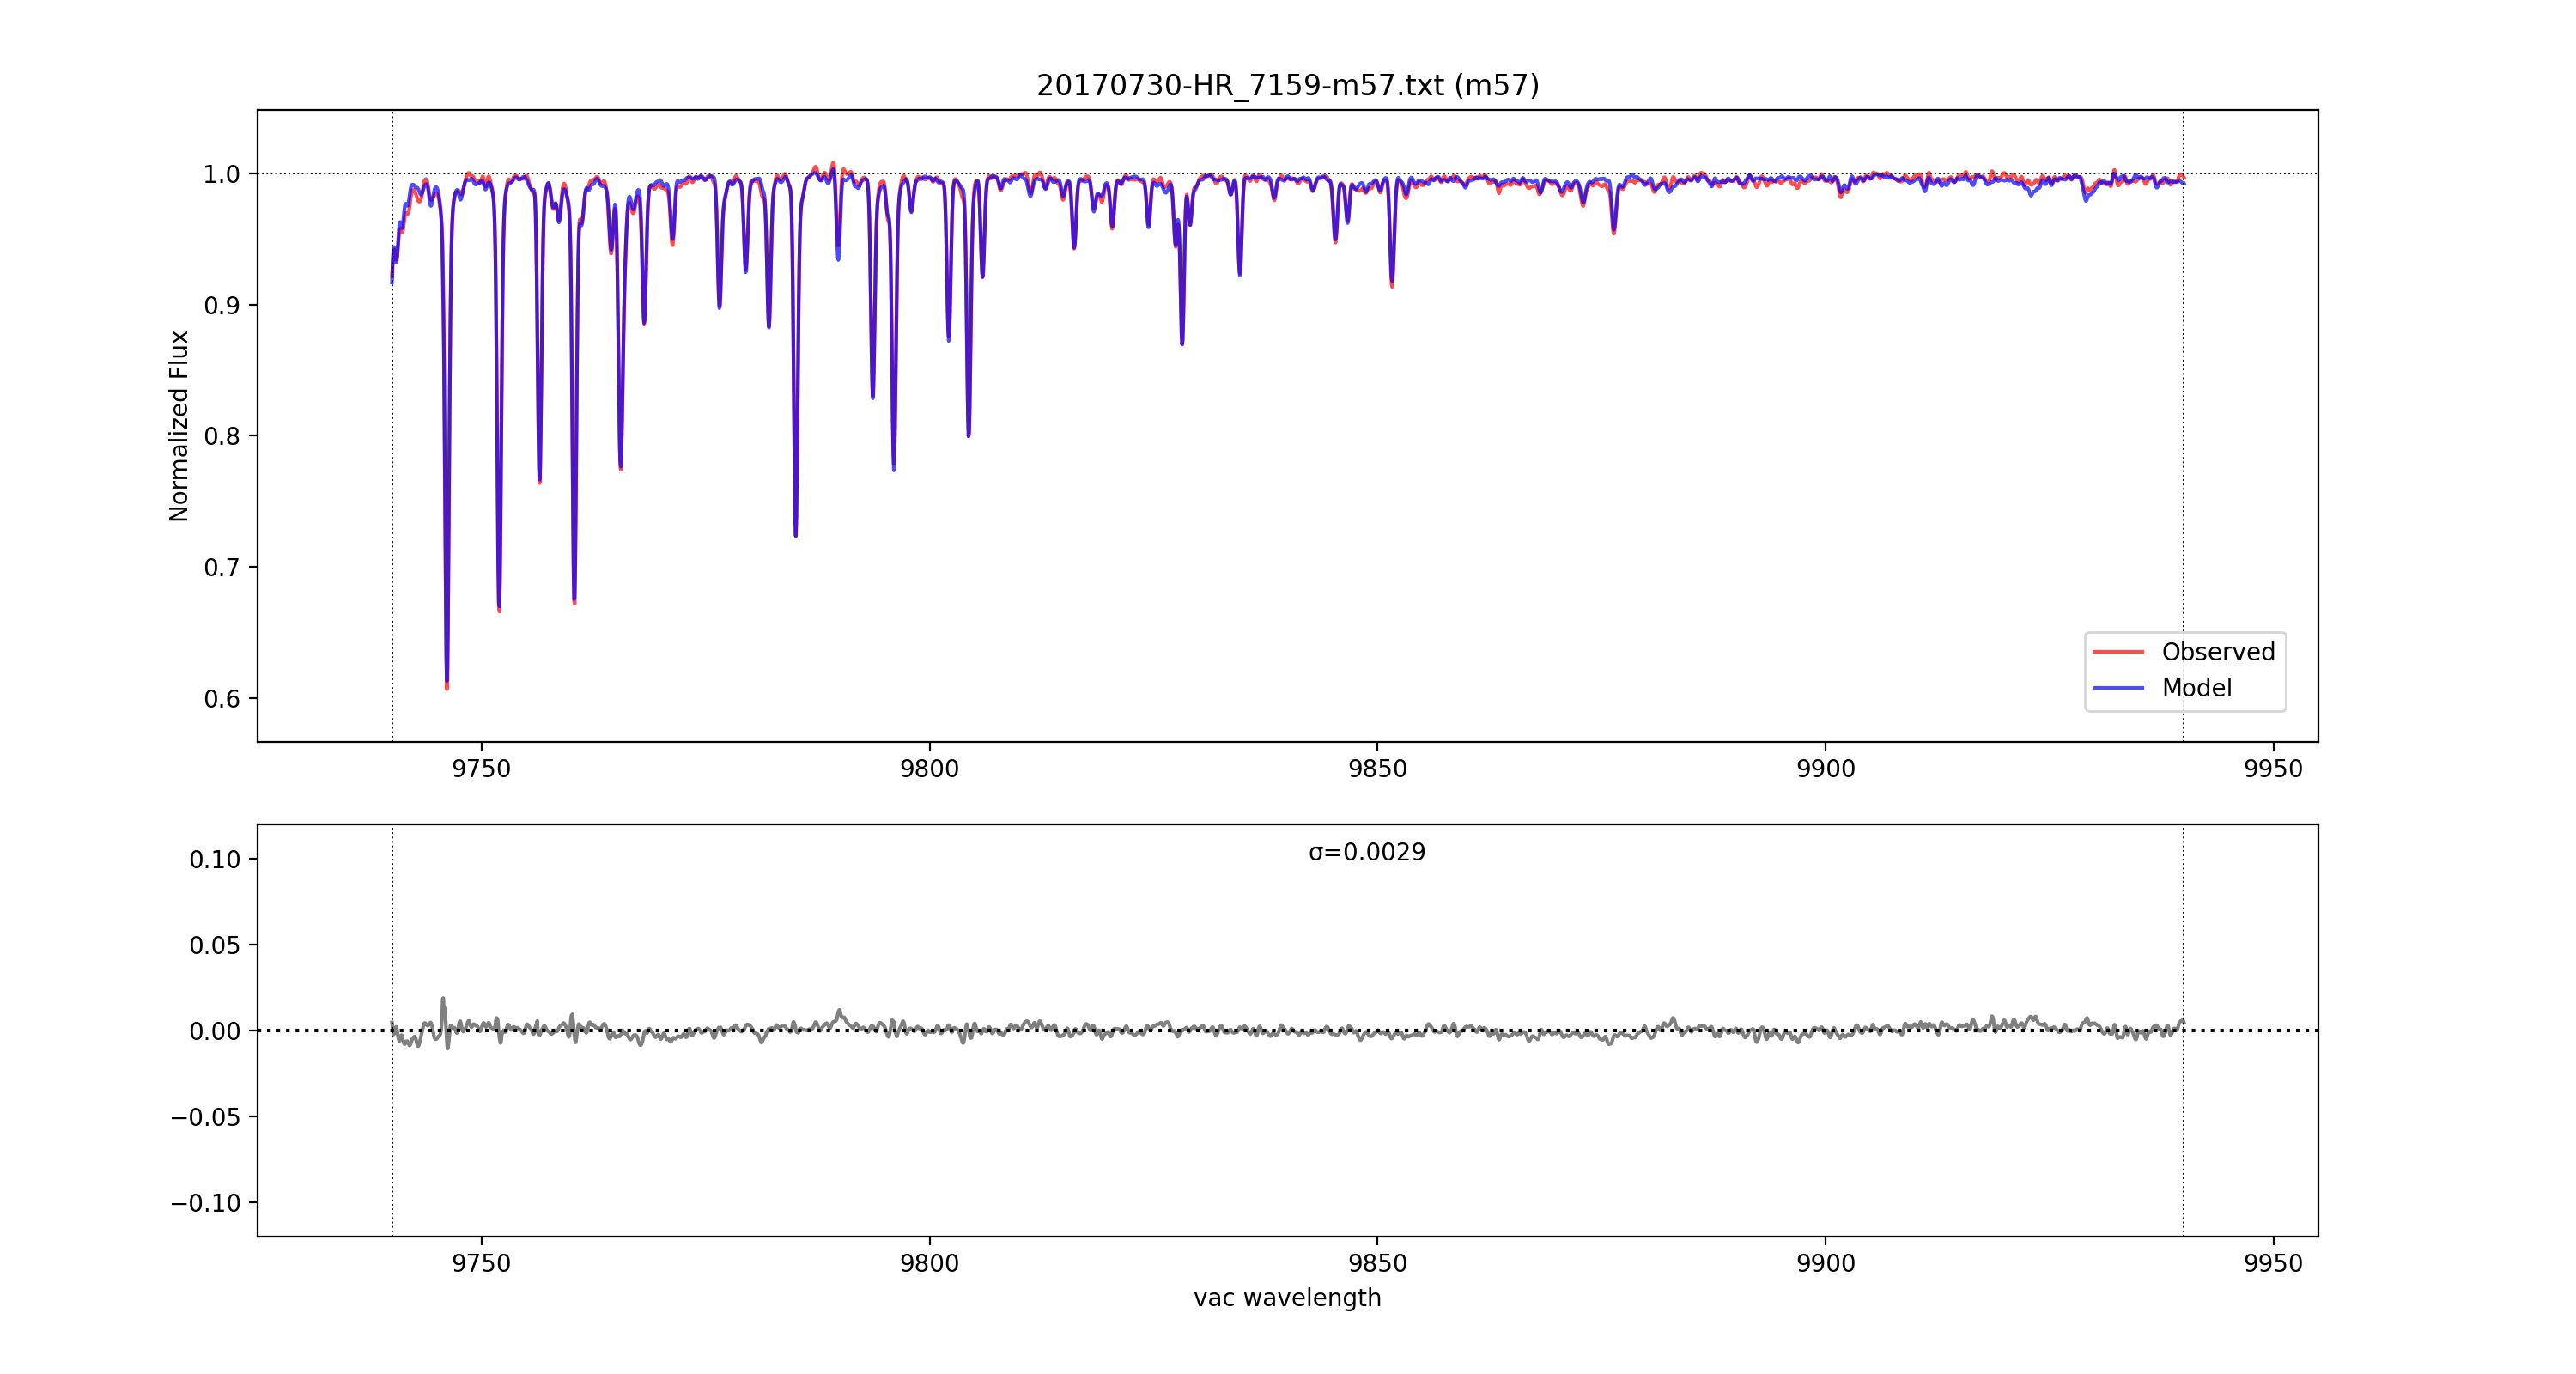 20170730-HR_7159-m57.txt (m57)
1.0
0.9
0.8
0.7
0.6
Normalized Flux
Observed
Model
9750 9800 9850 9900 9950
σ=0.0029
0.10
0.05
0.00
−0.05
−0.10
9750 9800 9850 9900 9950
vac wavelength